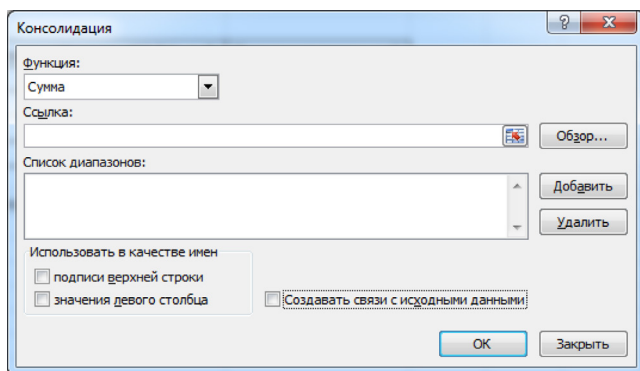 Консолидация
Функция:
Сумма
Ссылка:
Обзор...
Список диапазонов:
Добавить
Удалить
Использовать в качестве имен
подписи верхней строки
значения левого столбца
Создавать связи с исходными данными
ОК
Закрыть